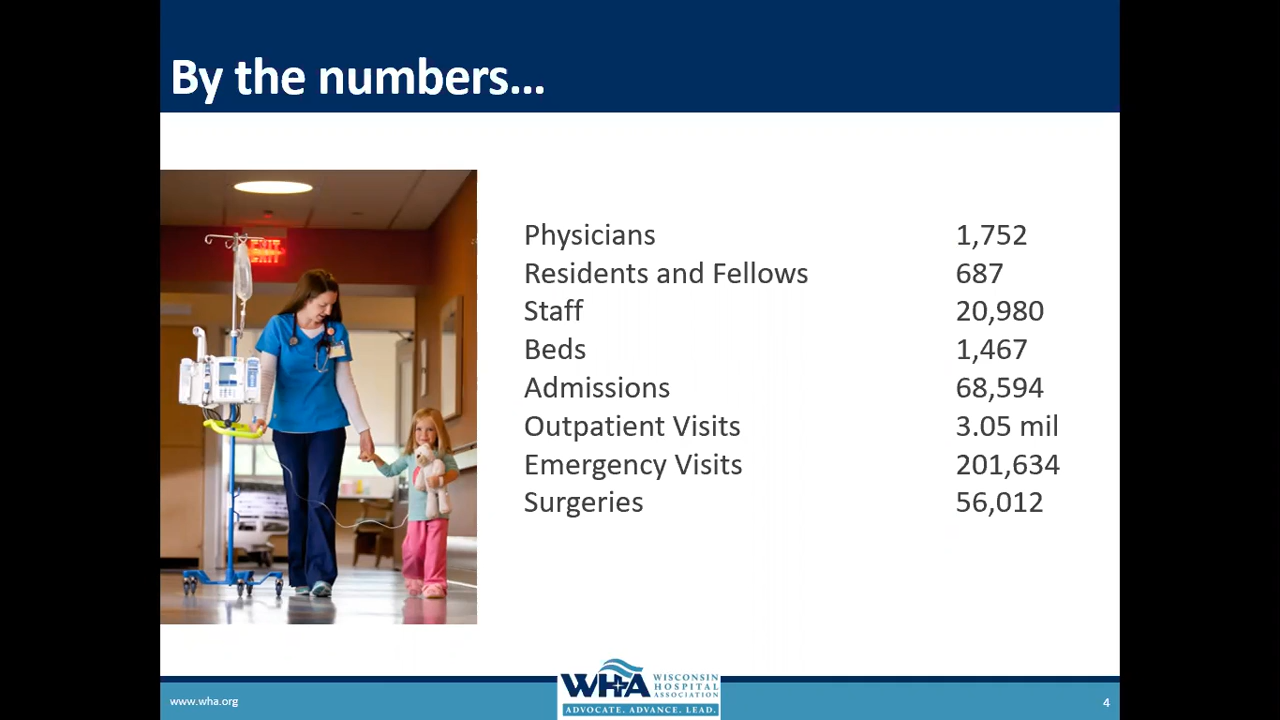 By the numbers...
EXIT
Physicians 1,752
Residents and Fellows 687
Staff 20,980
Beds 1,467
Admissions 68,594
Outpatient Visits 3.05 mil
Emergency Visits 201,634
Surgeries 56,012
www.wha.org
WHA WISCONSIN
HOSPITAL
ASSOCIATION
ADVOCATE. ADVANCE. LEAD.
4